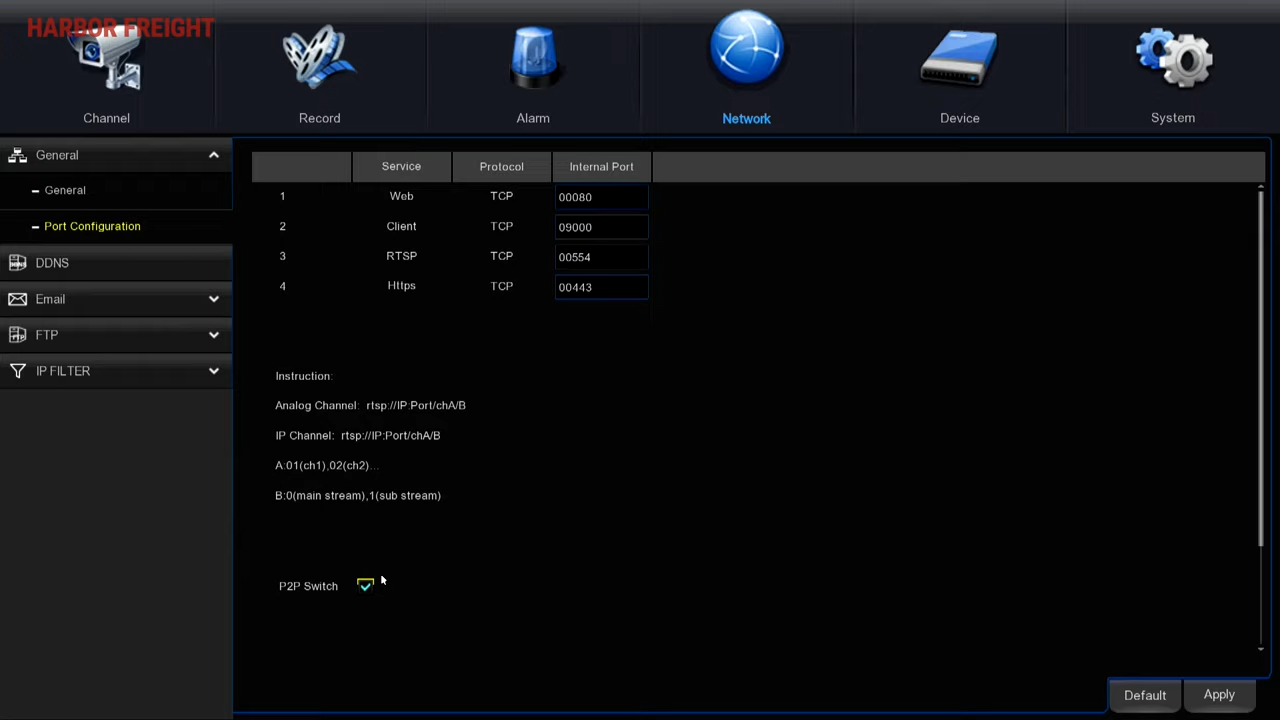 HARBOR FREIGHT
Channel Record Alarm Network Device System
General
General
Port Configuration
DDNS
Email
FTP
IP FILTER
Service Protocol Internal Port
1 Web TCP 00080
2 Client TCP 09000
3 RTSP TCP 00554
4 Https TCP 00443
Instruction:
Analog Channel: rtsp://IP:Port/chA/B
IP Channel: rtsp://IP:Port/chA/B
A:01(ch1),02(ch2)...
B:0(main stream),1(sub stream)
P2P Switch
Default Apply